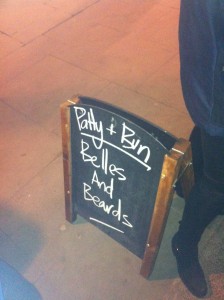 Patty + Bun
Belles
And
Beards